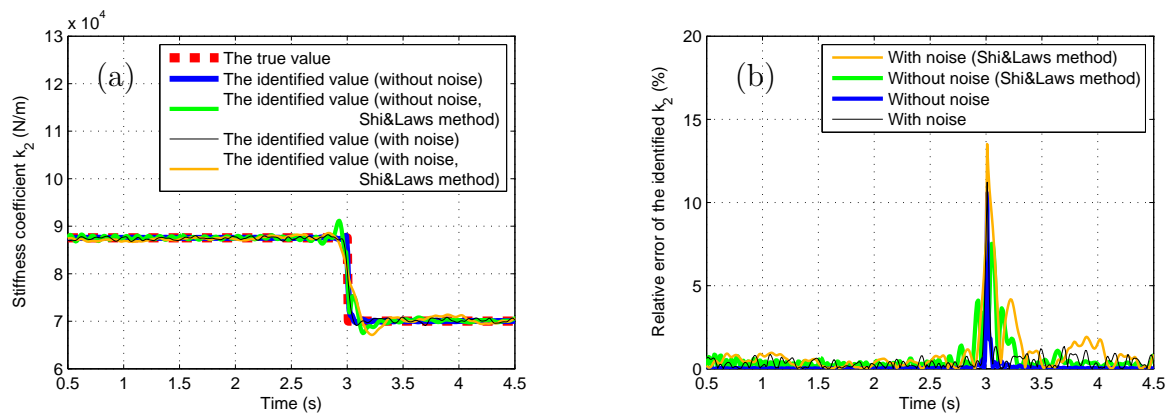 x 10⁴
13
12
11
10
9
8
7
6
Stiffness coefficient k₂ (N/m)
(a)
The true value
The identified value (without noise)
The identified value (without noise,
Shi&Laws method)
The identified value (with noise)
The identified value (with noise,
Shi&Laws method)
0.5 1 1.5 2 2.5 3 3.5 4 4.5
Time (s)
20
15
10
5
0
Relative error of the identified k₂ (%)
(b)
With noise (Shi&Laws method)
Without noise (Shi&Laws method)
Without noise
With noise
0.5 1 1.5 2 2.5 3 3.5 4 4.5
Time (s)